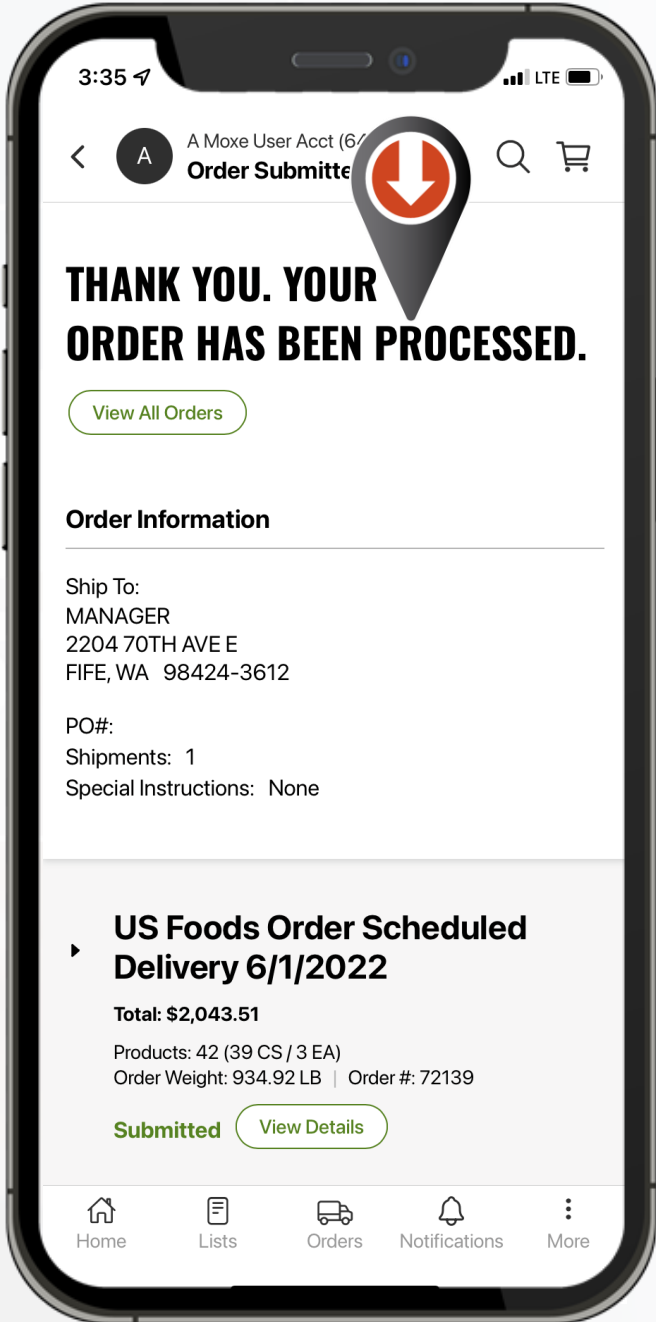 3:35 LTE
A
A Moxe User Acct (64
Order Submitte
THANK YOU. YOUR
ORDER HAS BEEN PROCESSED.
View All Orders
Order Information
Ship To:
MANAGER
2204 70TH AVE E
FIFE, WA 98424-3612
PO#:
Shipments: 1
Special Instructions: None
US Foods Order Scheduled
Delivery 6/1/2022
Total: $2,043.51
Products: 42 (39 CS / 3 EA)
Order Weight: 934.92 LB | Order #: 72139
Submitted View Details
Home Lists Orders Notifications More